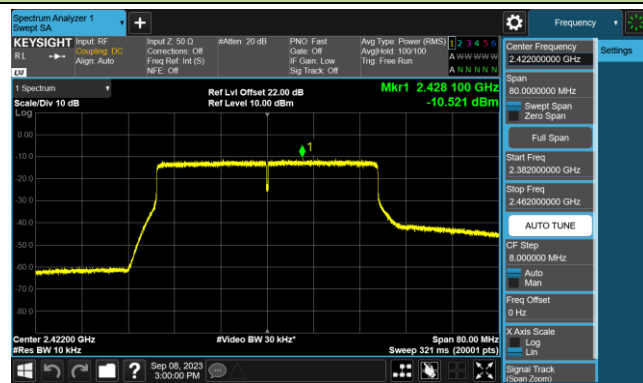 Spectrum Analyzer 1
Swept SA
Frequency
KEYSIGHT
Input: RF
Coupling: DC
Align: Auto
Input Z: 50 Ω
Corrections: Off
Freq Ref: Int (S)
NFE: Off
#Atten: 20 dB
PNO: Fast
Gate: Off
IF Gain: Low
Sig Track: Off
Avg Type: Power (RMS)
Avg|Hold: 100/100
Trig: Free Run
1 2 3 4 5 6
A W W W W W
A N N N N N
R L
LXI
1 Spectrum
Scale/Div 10 dB
Log
Ref Lvl Offset 22.00 dB
Ref Level 10.00 dBm
Mkr1 2.428 100 GHz
-10.521 dBm
1
0.00
-10.0
-20.0
-30.0
-40.0
-50.0
-60.0
-70.0
-80.0
Center 2.42200 GHz
#Res BW 10 kHz
#Video BW 30 kHz*
Span 80.00 MHz
Sweep 321 ms (20001 pts)
Sep 08, 2023
3:00:00 PM
?
Center Frequency
2.422000000 GHz
Settings
Span
80.0000000 MHz
Swept Span
Zero Span
Full Span
Start Freq
2.382000000 GHz
Stop Freq
2.462000000 GHz
AUTO TUNE
CF Step
8.000000 MHz
Auto
Man
Freq Offset
0 Hz
X Axis Scale
Log
Lin
Signal Track
(Span Zoom)